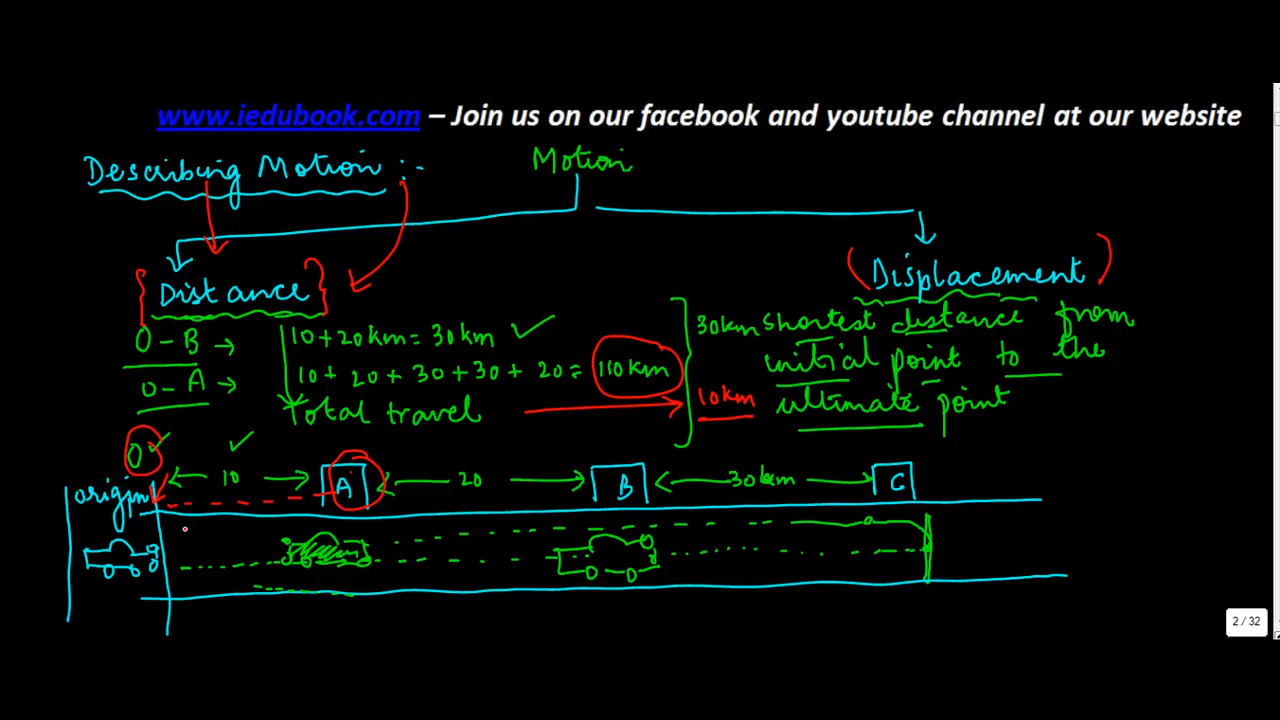 www.iedubook.com – Join us on our facebook and youtube channel at our website
Describing Motion :-
Motion
Distance
Displacement
O - B → 10+20km = 30km
30km shortest distance from
initial point to the
O - A → 10 + 20 + 30 + 30 + 20 = 110km
Total travel
10km ultimate point
O
10
A
20
B
30km
C
origin
2 / 32